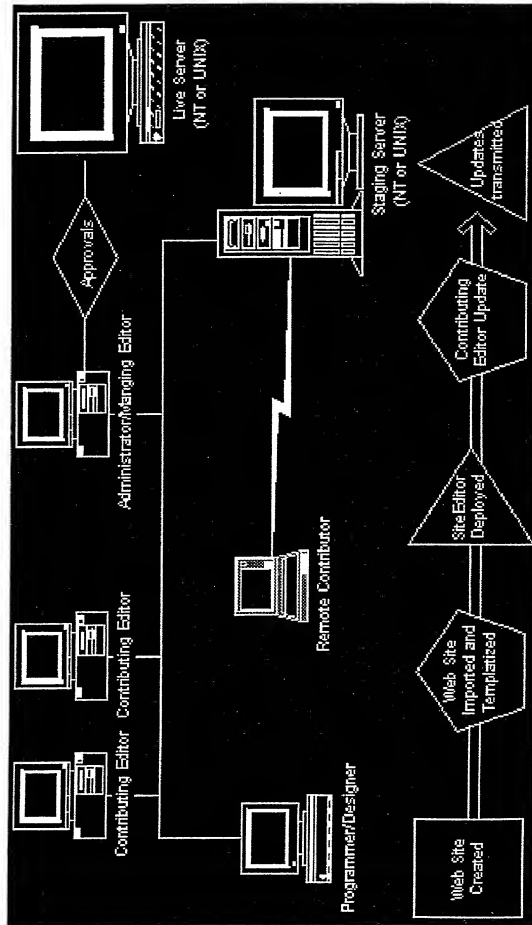 Contributing Editor
Contributing Editor
Administrator/Manging Editor
Approvals
Live Server
(NT or UNIX)
Programmer/Designer
Remote Contributor
Staging Server
(NT or UNIX)
Web Site
Created
Web Site
Imported and
Templatized
SiteEditor
Deployed
Contributing
Editor Update
Updates
transmitted